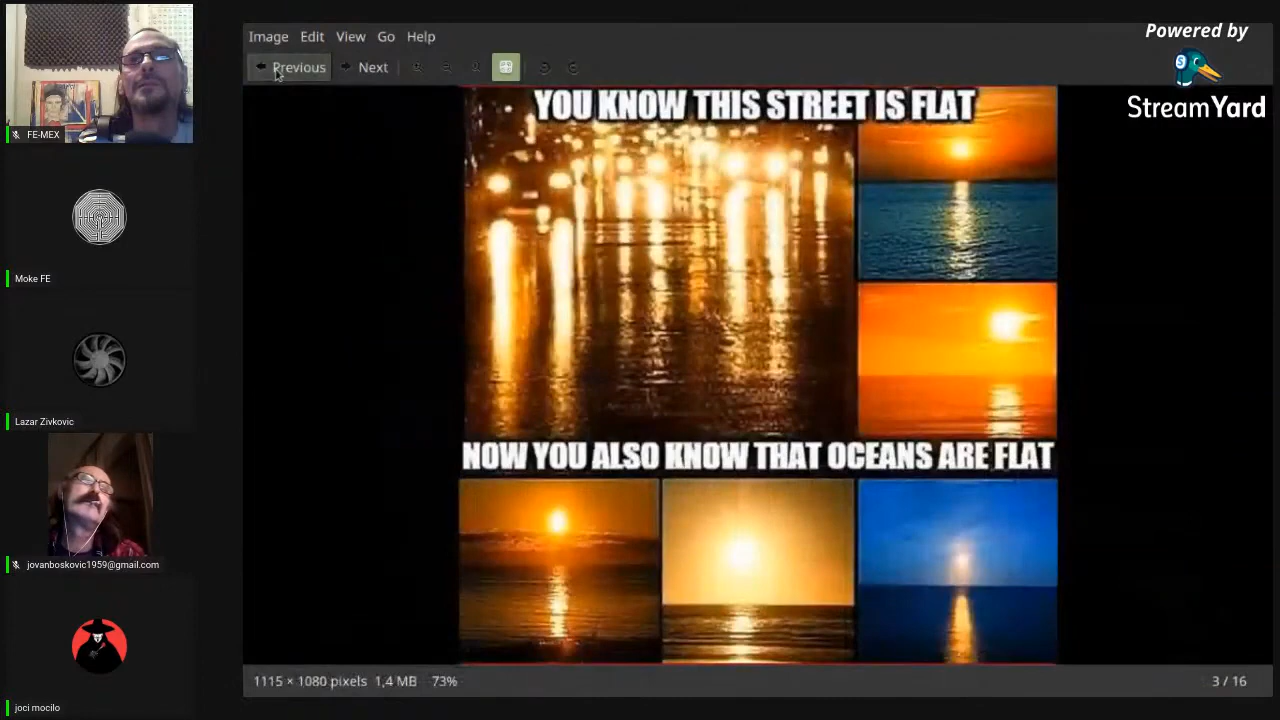 Image Edit View Go Help
Previous Next
Powered by
StreamYard
YOU KNOW THIS STREET IS FLAT
NOW YOU ALSO KNOW THAT OCEANS ARE FLAT
FE-MEX
Moke FE
Lazar Zivkovic
jovanboskovic1959@gmail.com
joci mocilo
1115 × 1080 pixels 1,4 MB 73% 3 / 16